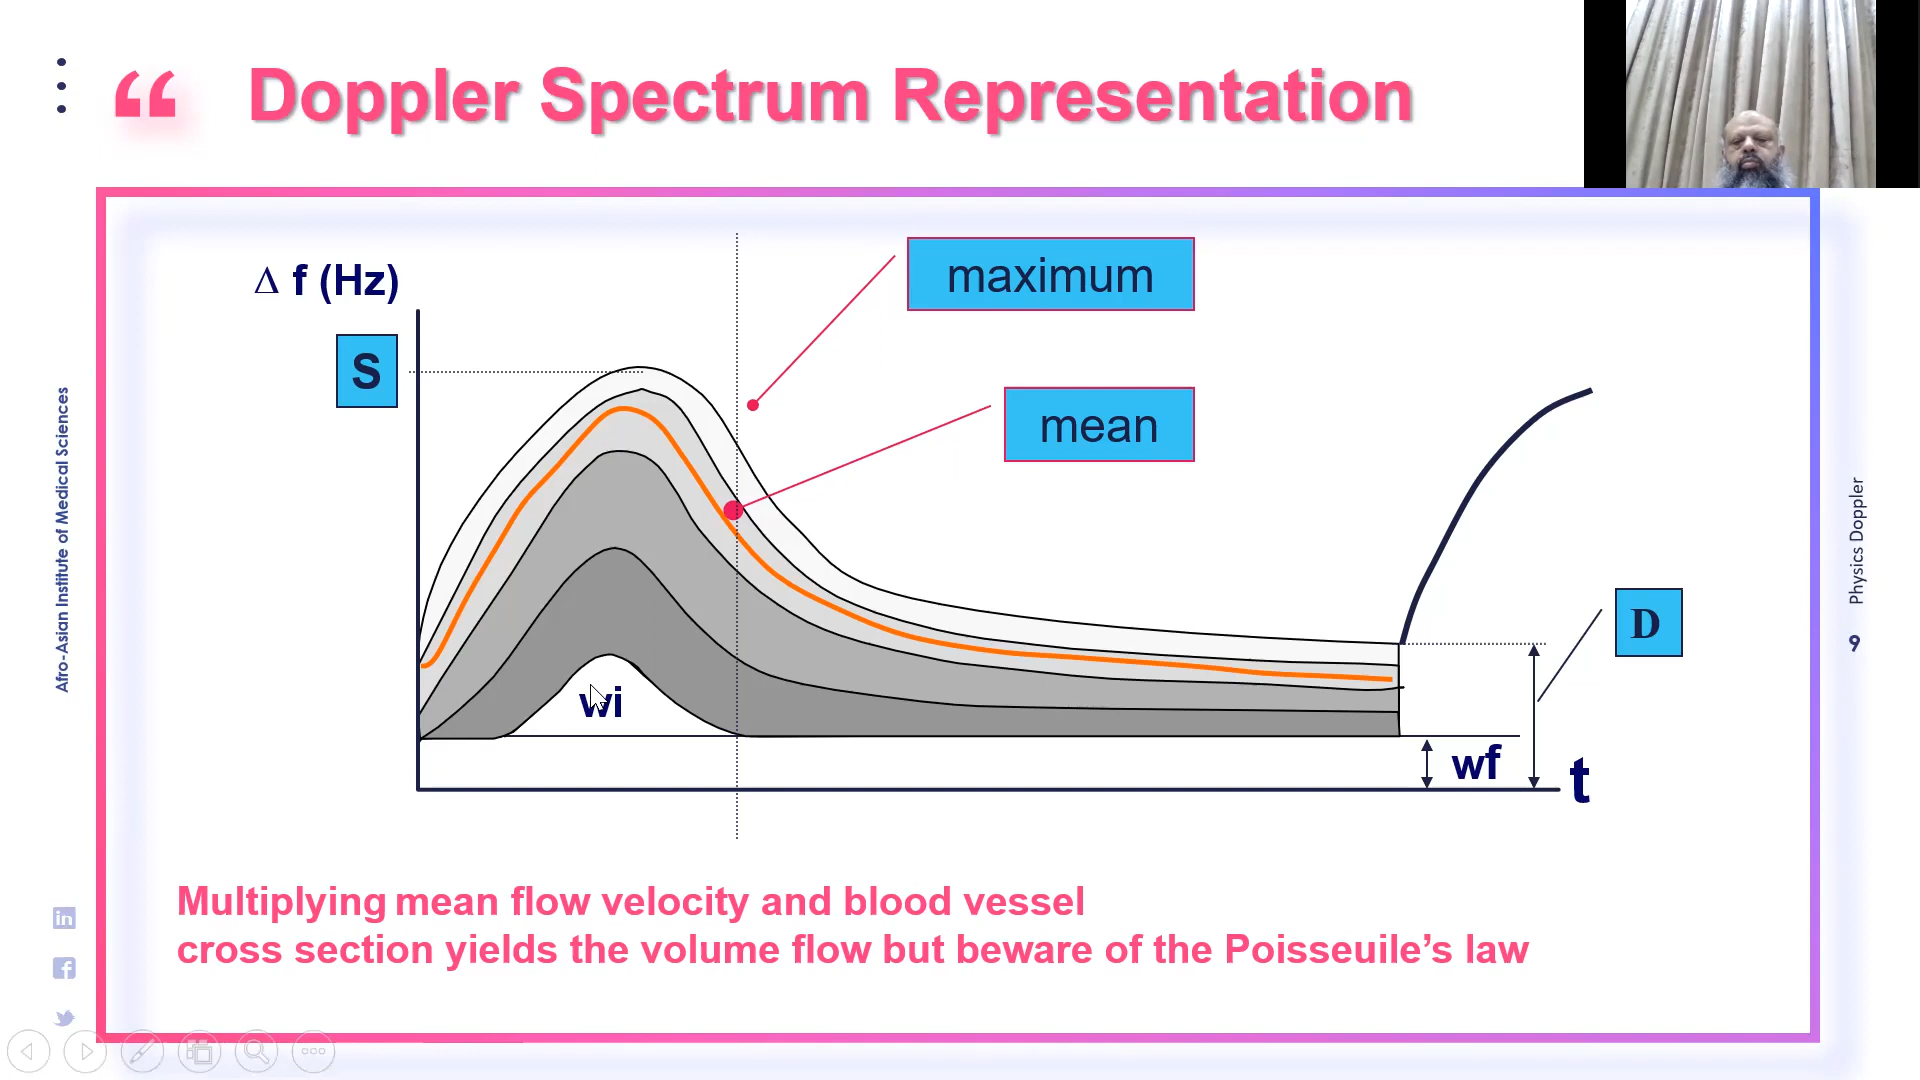 “ Doppler Spectrum Representation
Δ f (Hz)
maximum
S
mean
D
wi
wf
t
Multiplying mean flow velocity and blood vessel
cross section yields the volume flow but beware of the Poisseuile’s law
Afro-Asian Institute of Medical Sciences
Physics Doppler
9
in
f